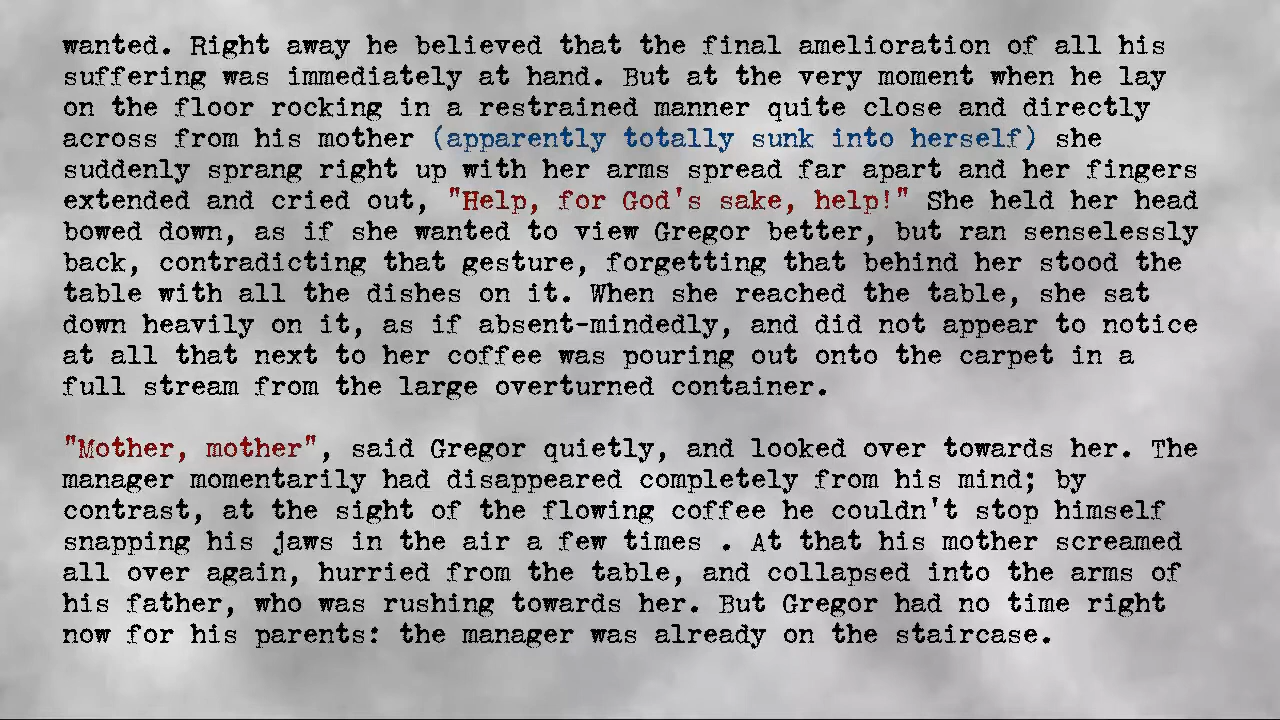 wanted. Right away he believed that the final amelioration of all his
suffering was immediately at hand. But at the very moment when he lay
on the floor rocking in a restrained manner quite close and directly
across from his mother (apparently totally sunk into herself) she
suddenly sprang right up with her arms spread far apart and her fingers
extended and cried out, "Help, for God's sake, help!" She held her head
bowed down, as if she wanted to view Gregor better, but ran senselessly
back, contradicting that gesture, forgetting that behind her stood the
table with all the dishes on it. When she reached the table, she sat
down heavily on it, as if absent-mindedly, and did not appear to notice
at all that next to her coffee was pouring out onto the carpet in a
full stream from the large overturned container.
"Mother, mother", said Gregor quietly, and looked over towards her. The
manager momentarily had disappeared completely from his mind; by
contrast, at the sight of the flowing coffee he couldn't stop himself
snapping his jaws in the air a few times . At that his mother screamed
all over again, hurried from the table, and collapsed into the arms of
his father, who was rushing towards her. But Gregor had no time right
now for his parents: the manager was already on the staircase.